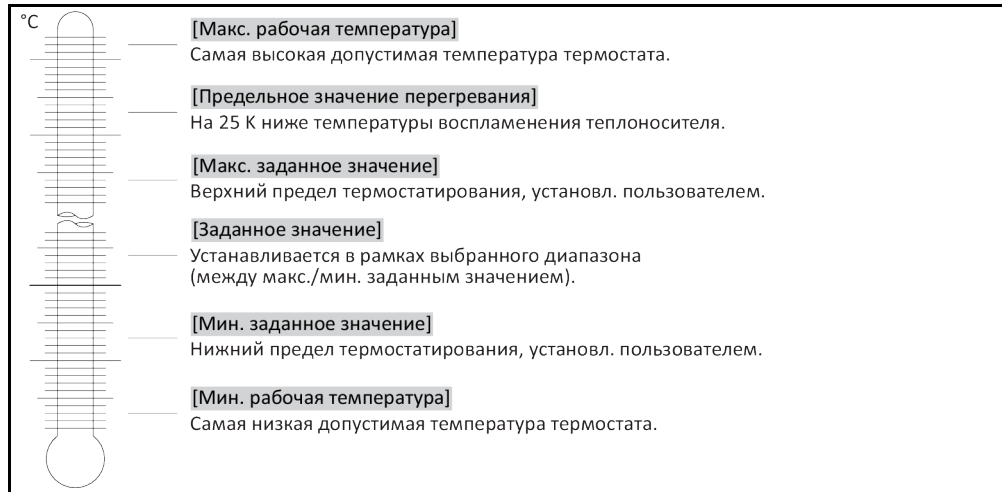 °C
[Макс. рабочая температура]
Самая высокая допустимая температура термостата.
[Предельное значение перегревания]
На 25 K ниже температуры воспламенения теплоносителя.
[Макс. заданное значение]
Верхний предел термостатирования, установл. пользователем.
[Заданное значение]
Устанавливается в рамках выбранного диапазона
(между макс./мин. заданным значением).
[Мин. заданное значение]
Нижний предел термостатирования, установл. пользователем.
[Мин. рабочая температура]
Самая низкая допустимая температура термостата.